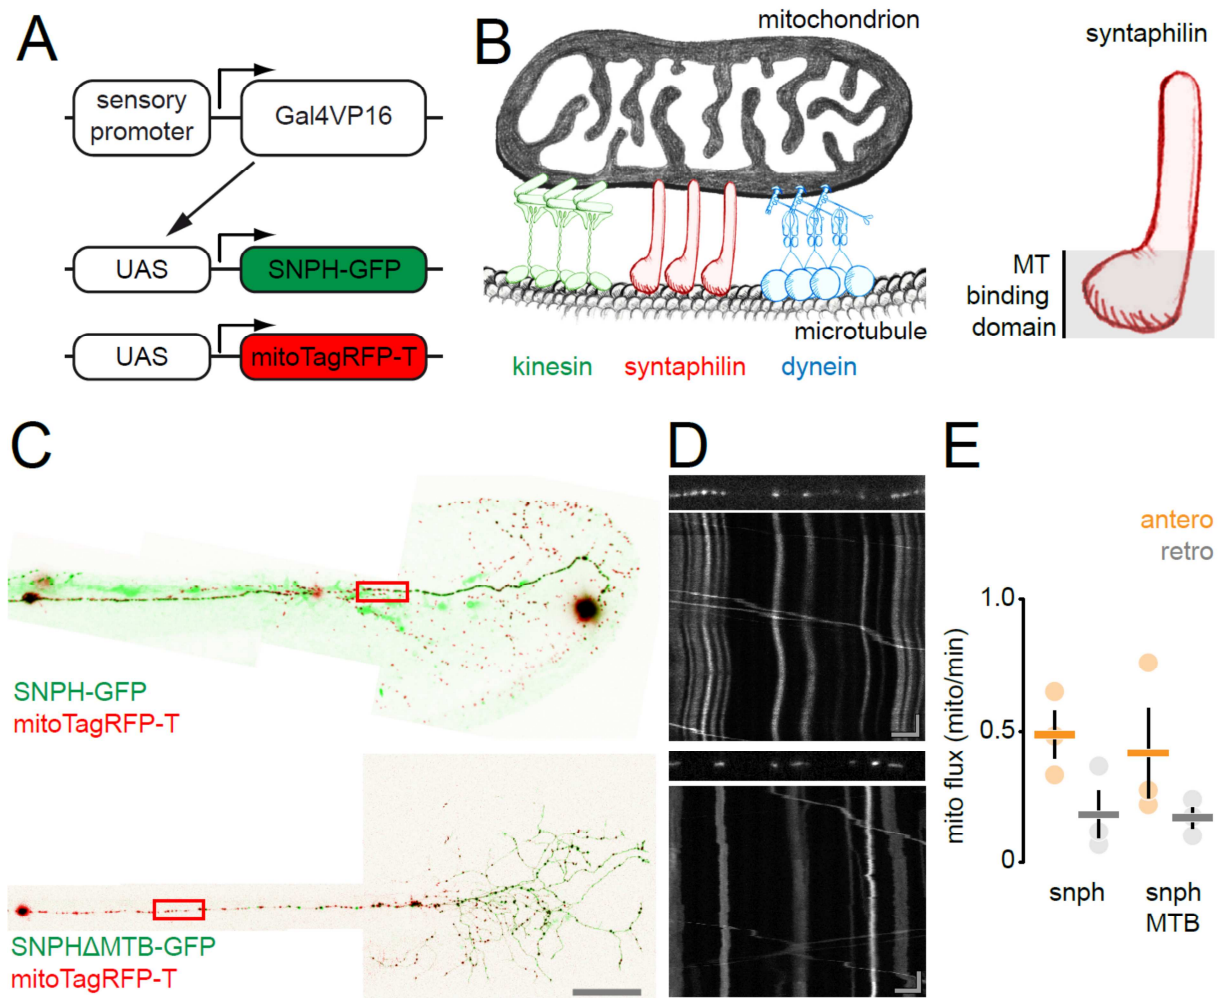 A
sensory
promoter
Gal4VP16
UAS
SNPH-GFP
UAS
mitoTagRFP-T
B
mitochondrion
microtubule
kinesin
syntaphilin
dynein
syntaphilin
MT
binding
domain
C
SNPH-GFP
mitoTagRFP-T
SNPHΔMTB-GFP
mitoTagRFP-T
D
E
antero
retro
mito flux (mito/min)
1.0
0.5
0
snph
snph
MTB